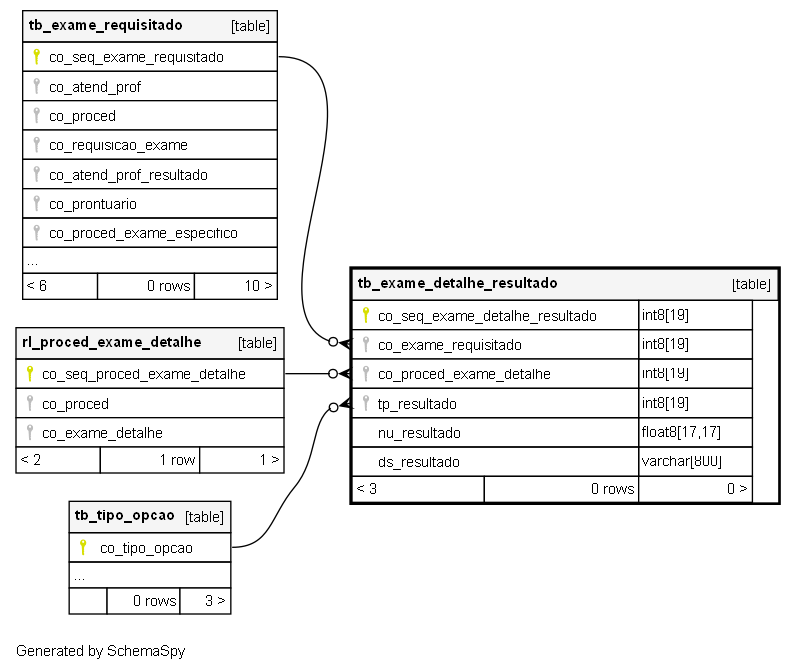 tb_exame_requisitado [table]
co_seq_exame_requisitado
co_atend_prof
co_proced
co_requisicao_exame
co_atend_prof_resultado
co_prontuario
co_proced_exame_especifico
...
< 6 0 rows 10 >
rl_proced_exame_detalhe [table]
co_seq_proced_exame_detalhe
co_proced
co_exame_detalhe
< 2 1 row 1 >
tb_tipo_opcao [table]
co_tipo_opcao
...
0 rows 3 >
tb_exame_detalhe_resultado [table]
co_seq_exame_detalhe_resultado int8[19]
co_exame_requisitado int8[19]
co_proced_exame_detalhe int8[19]
tp_resultado int8[19]
nu_resultado float8[17,17]
ds_resultado varchar[800]
< 3 0 rows 0 >
Generated by SchemaSpy